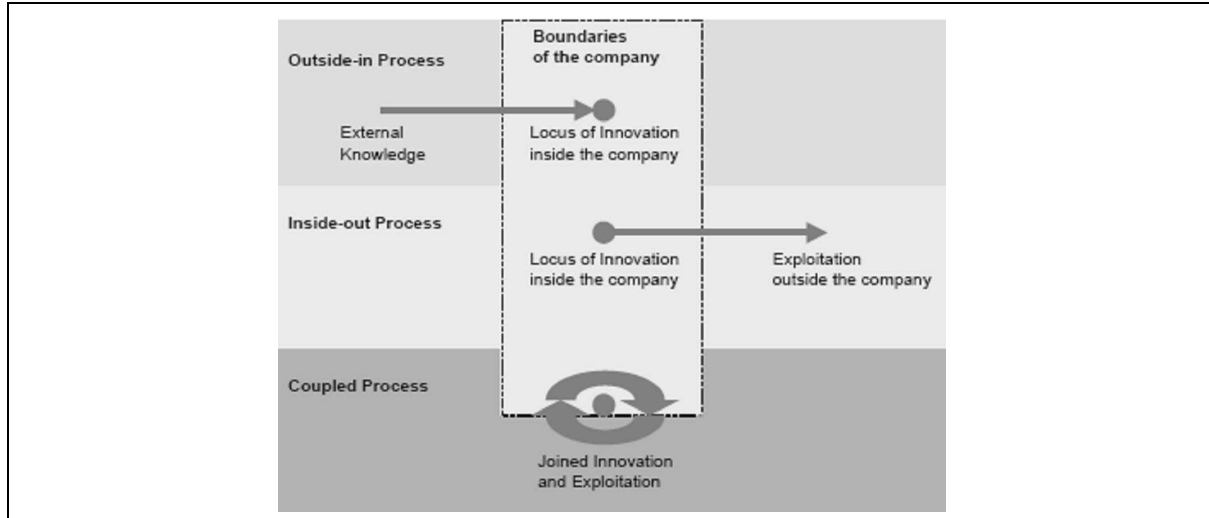 Boundaries
of the company
Outside-in Process
External
Knowledge
Locus of Innovation
inside the company
Inside-out Process
Locus of Innovation
inside the company
Exploitation
outside the company
Coupled Process
Joined Innovation
and Exploitation